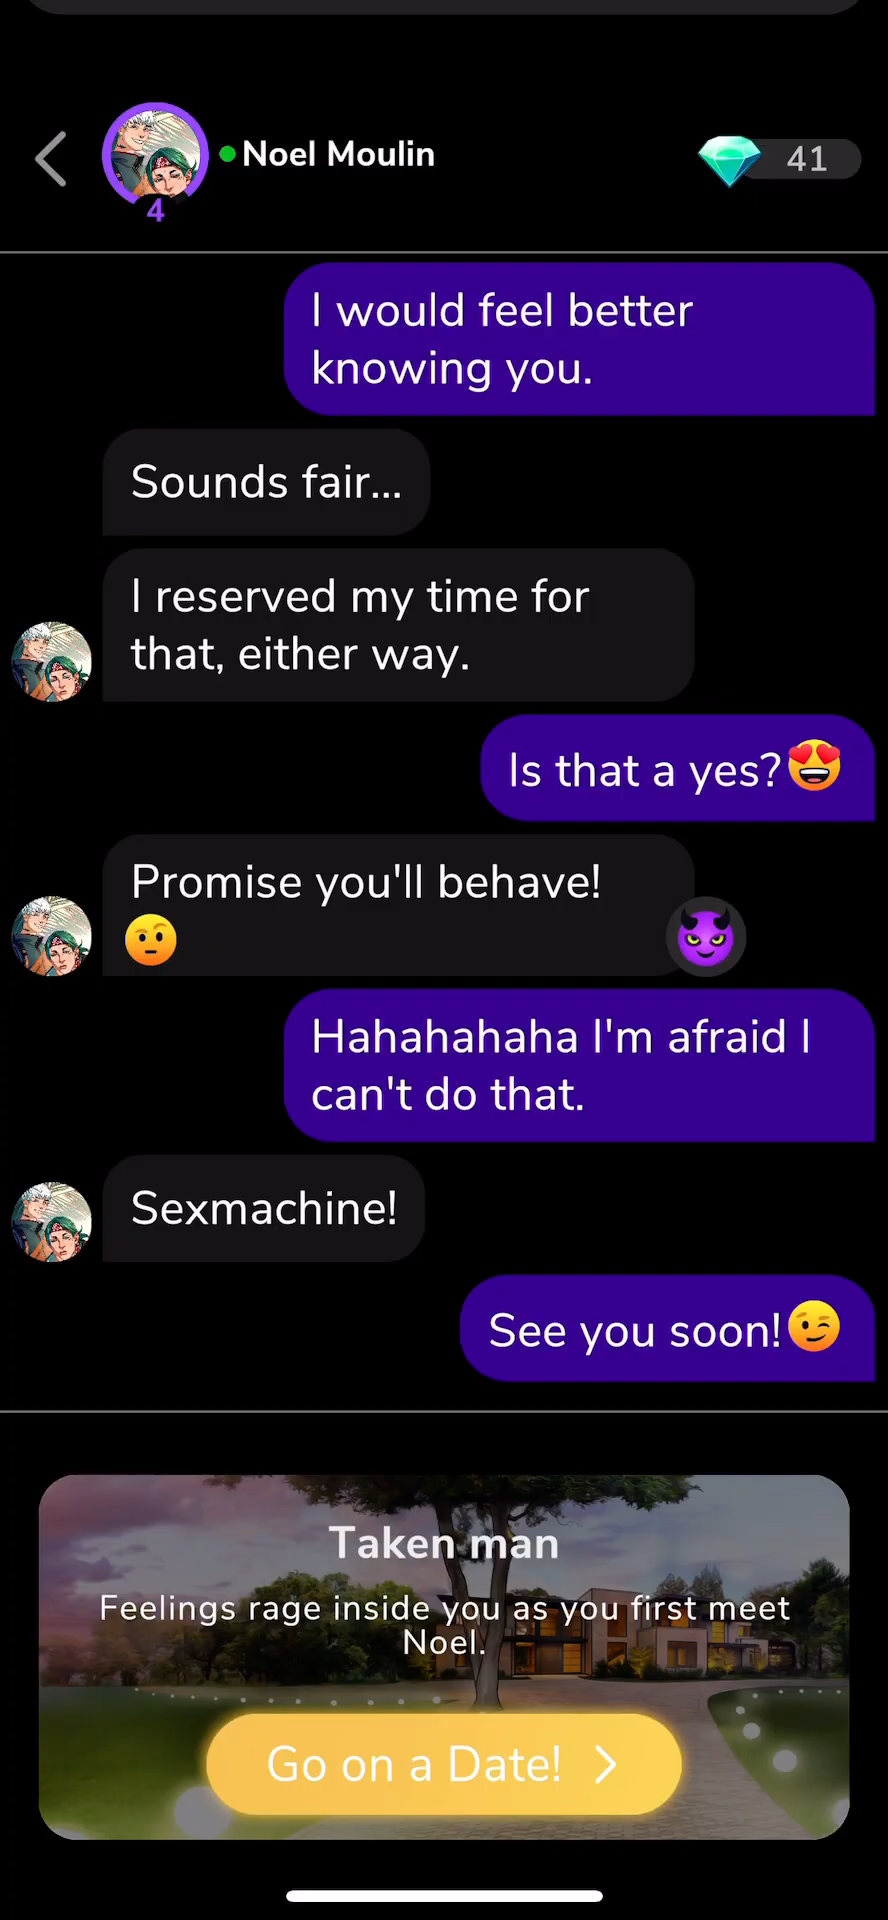 Noel Moulin
41
4
I would feel better
knowing you.
Sounds fair...
I reserved my time for
that, either way.
Is that a yes?😍
Promise you'll behave!
🤨
😈
Hahahahaha I'm afraid I
can't do that.
Sexmachine!
See you soon!😉
Taken man
Feelings rage inside you as you first meet
Noel.
Go on a Date!